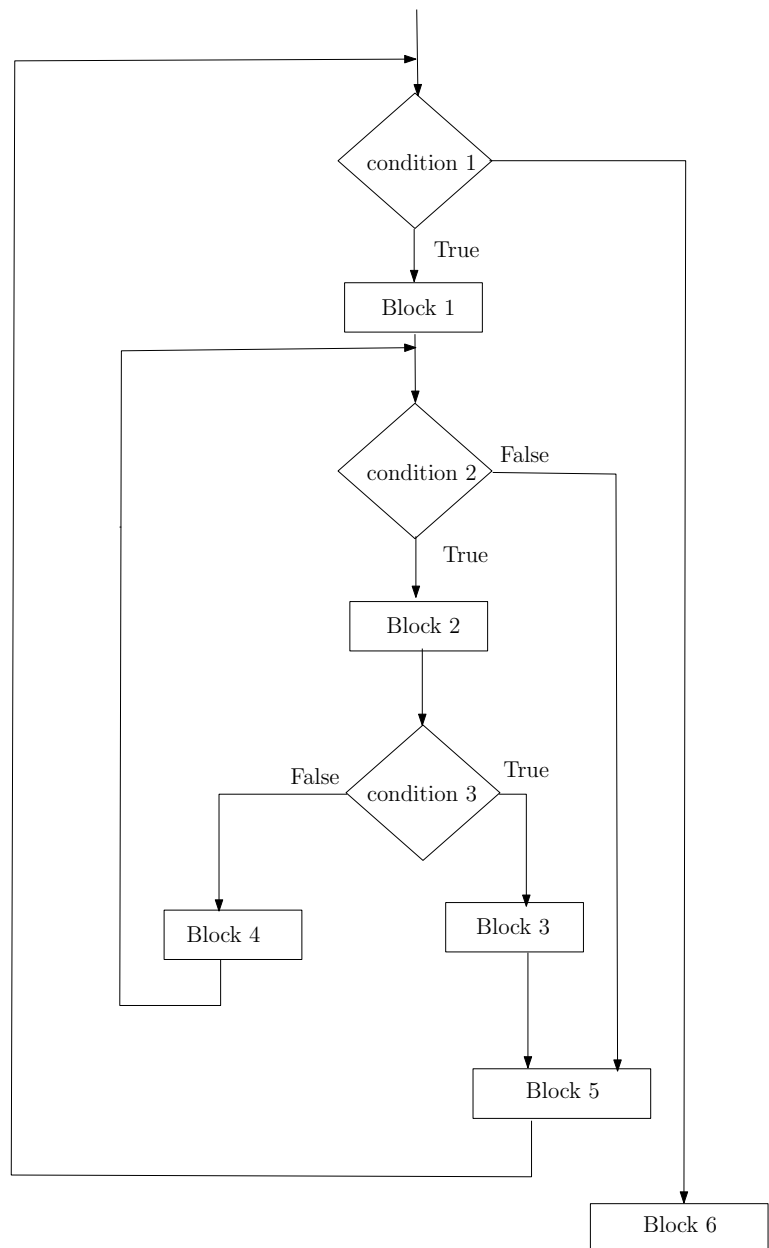 condition 1
True
Block 1
False
condition 2
True
Block 2
False
True
condition 3
Block 4
Block 3
Block 5
Block 6